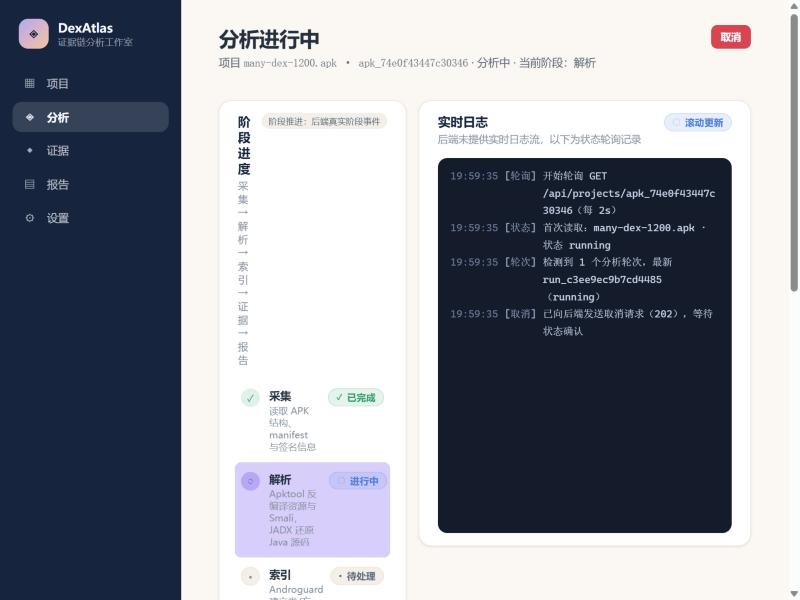 DexAtlas
证据链分析工作室
项目
分析
证据
报告
设置
分析进行中
项目 many-dex-1200.apk • apk_74e0f43447c30346 · 分析中 · 当前阶段：解析
取消
阶段进度
采集→解析→索引→证据→报告
阶段推进：后端真实阶段事件
采集
读取 APK
结构、
manifest
与签名信息
✓ 已完成
解析
Apktool 反
编译资源与
Smali，
JADX 还原
Java 源码
进行中
索引
Androguard
• 待处理
实时日志
后端未提供实时日志流，以下为状态轮询记录
滚动更新
19:59:35 [轮询] 开始轮询 GET
/api/projects/apk_74e0f43447c
30346（每 2s）
19:59:35 [状态] 首次读取：many-dex-1200.apk ·
状态 running
19:59:35 [轮次] 检测到 1 个分析轮次，最新
run_c3ee9ec9b7cd4485
（running）
19:59:35 [取消] 已向后端发送取消请求（202），等待
状态确认